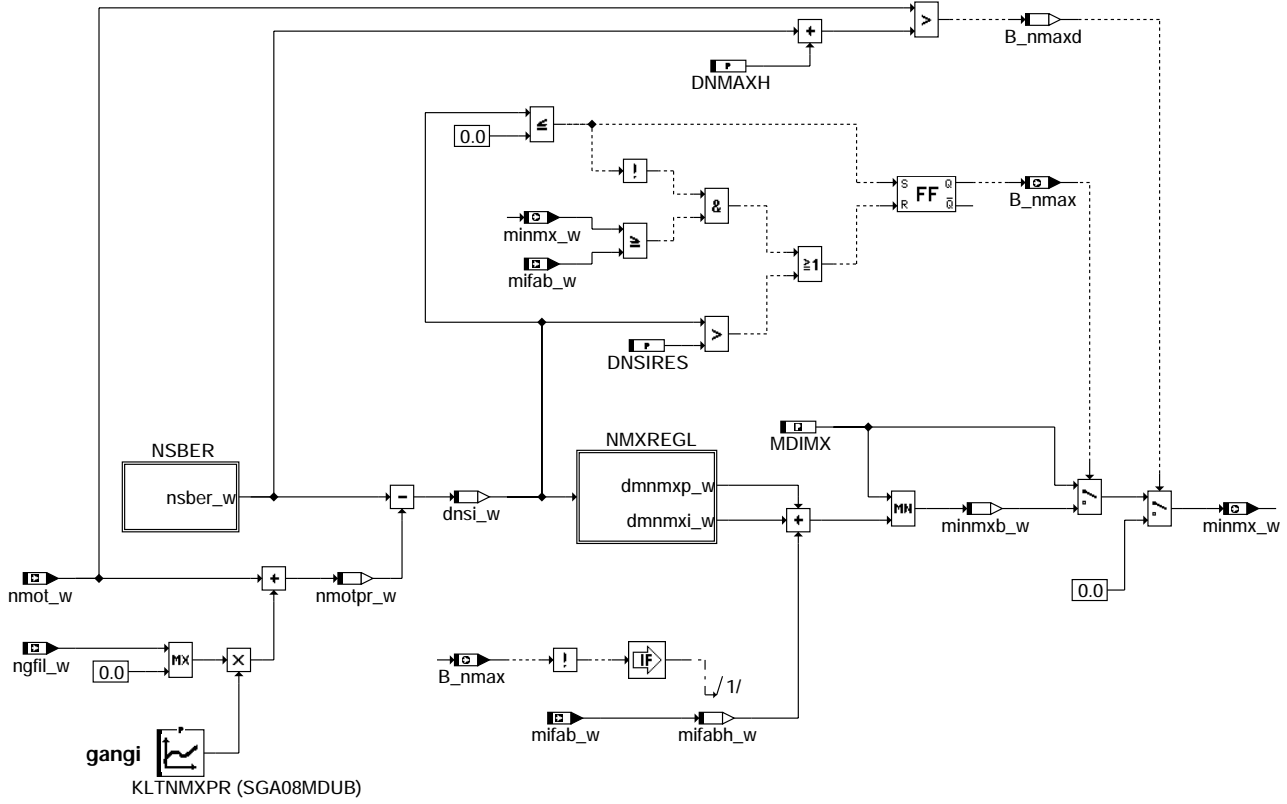 >
B_nmaxd
+
P
DNMAXH
≤
0.0
!
S Q
FF
R Q̅
B_nmax
&
minmx_w
≥
≥1
mifab_w
>
P
DNSIRES
P
MDIMX
NSBER
NMXREGL
nsber_w
dmnmxp_w
-
dnsi_w
dmnmxi_w
+
MN
minmxb_w
minmx_w
nmot_w
+
nmotpr_w
0.0
ngfil_w
MX
X
0.0
B_nmax
!
IF
/1/
mifab_w
mifabh_w
P
gangi
KLTNMXPR (SGA08MDUB)